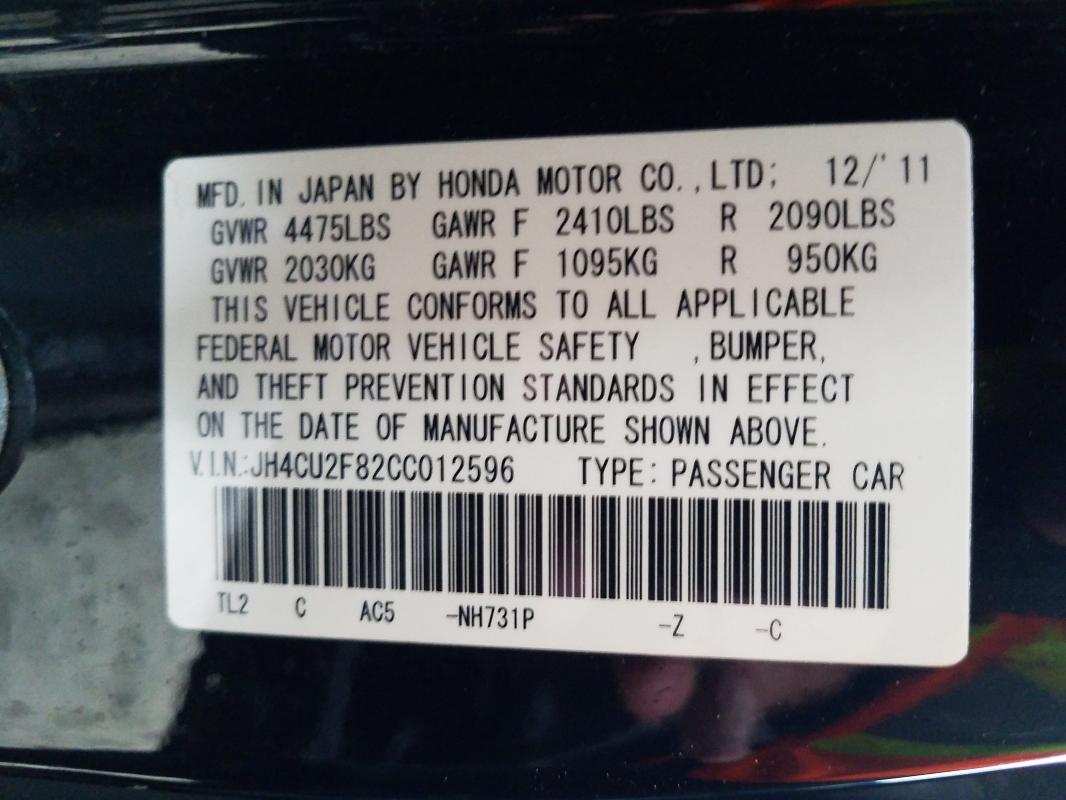 MFD. IN JAPAN BY HONDA MOTOR CO.,LTD; 12/'11
GVWR 4475LBS GAWR F 2410LBS R 2090LBS
GVWR 2030KG GAWR F 1095KG R 950KG
THIS VEHICLE CONFORMS TO ALL APPLICABLE
FEDERAL MOTOR VEHICLE SAFETY ,BUMPER,
AND THEFT PREVENTION STANDARDS IN EFFECT
ON THE DATE OF MANUFACTURE SHOWN ABOVE.
V.I.N.:JH4CU2F82CC012596 TYPE: PASSENGER CAR
TL2 C AC5 -NH731P -Z -C